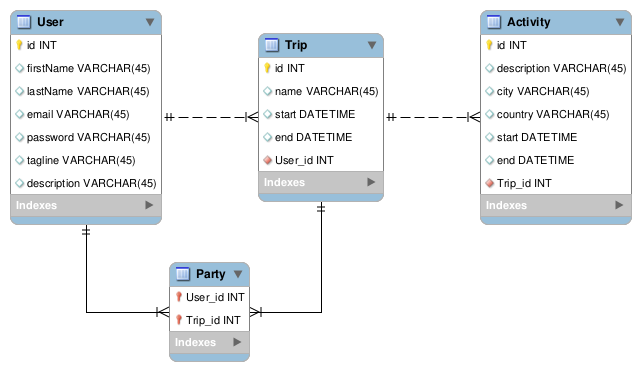 User
id INT
firstName VARCHAR(45)
lastName VARCHAR(45)
email VARCHAR(45)
password VARCHAR(45)
tagline VARCHAR(45)
description VARCHAR(45)
Indexes
Trip
id INT
name VARCHAR(45)
start DATETIME
end DATETIME
User_id INT
Indexes
Activity
id INT
description VARCHAR(45)
city VARCHAR(45)
country VARCHAR(45)
start DATETIME
end DATETIME
Trip_id INT
Indexes
Party
User_id INT
Trip_id INT
Indexes